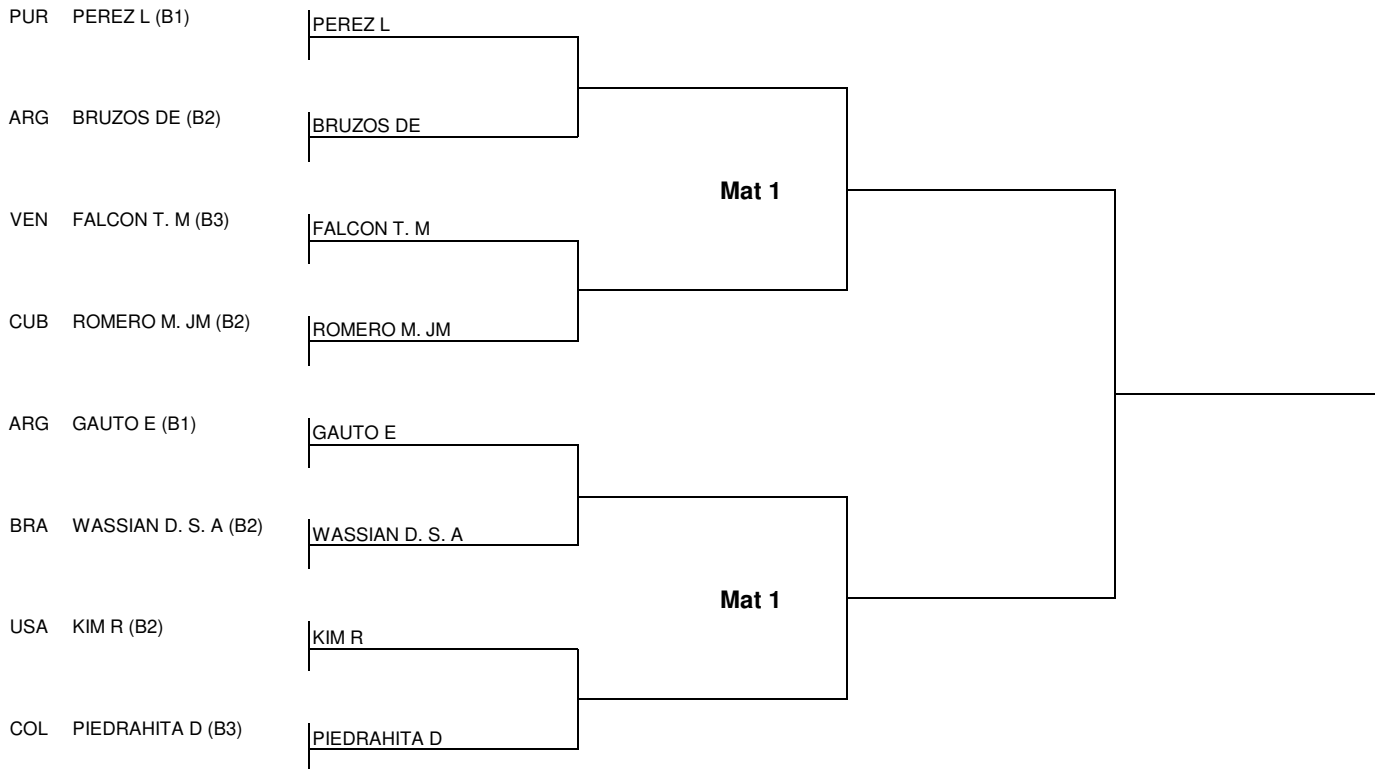 PUR PEREZ L (B1) PEREZ L
ARG BRUZOS DE (B2) BRUZOS DE
Mat 1
VEN FALCON T. M (B3) FALCON T. M
CUB ROMERO M. JM (B2) ROMERO M. JM
ARG GAUTO E (B1) GAUTO E
BRA WASSIAN D. S. A (B2) WASSIAN D. S. A
Mat 1
USA KIM R (B2) KIM R
COL PIEDRAHITA D (B3) PIEDRAHITA D